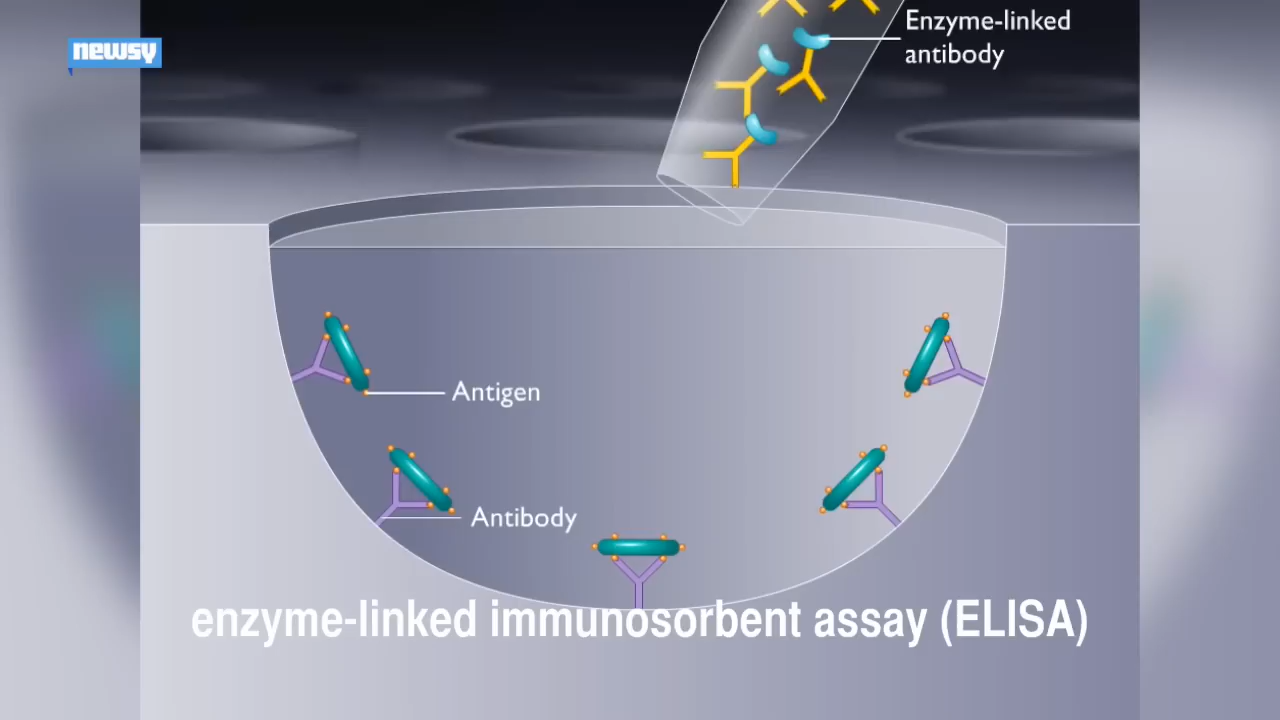 newsy
Enzyme-linked
antibody
Antigen
Antibody
enzyme-linked immunosorbent assay (ELISA)